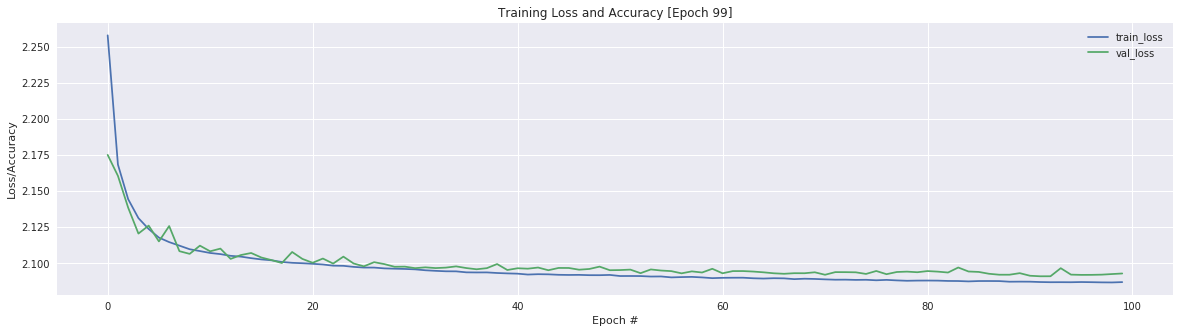 Training Loss and Accuracy [Epoch 99]
train_loss
val_loss
2.250
2.225
2.200
2.175
2.150
2.125
2.100
Loss/Accuracy
0 20 40 60 80 100
Epoch #